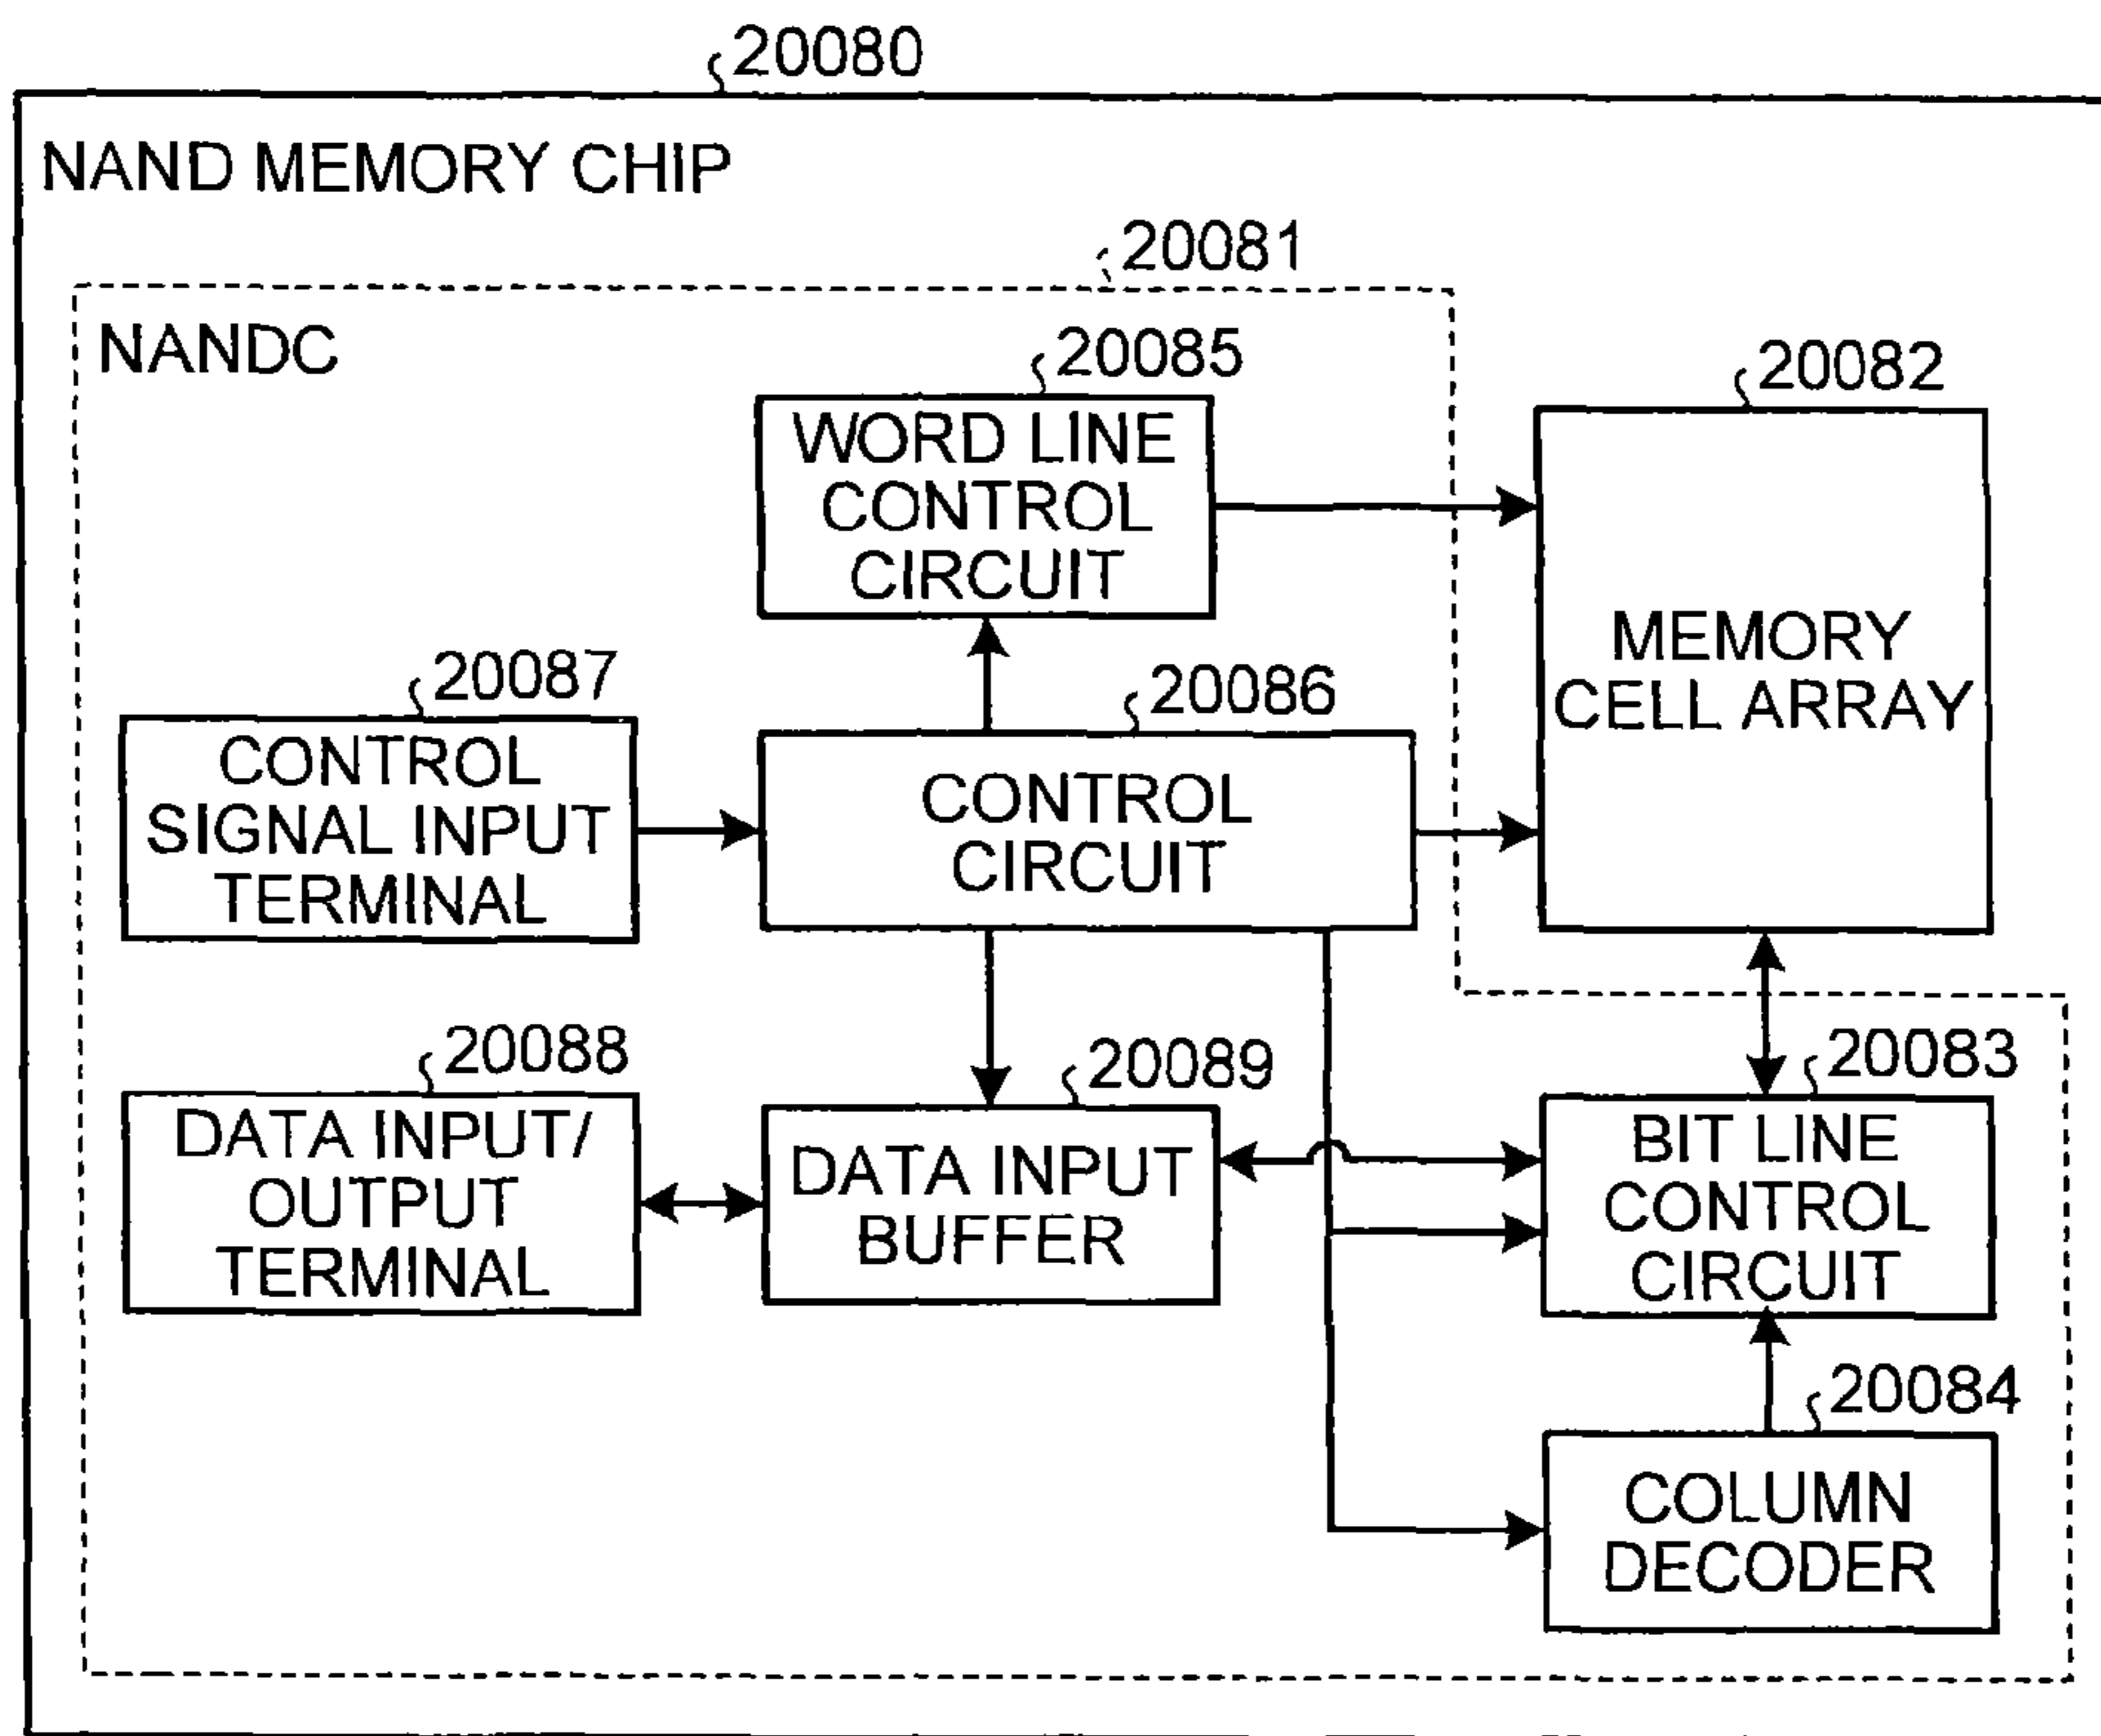 20080
NAND MEMORY CHIP
20081
NANDC
20085
WORD LINE
CONTROL
CIRCUIT
20082
MEMORY
CELL ARRAY
20087
CONTROL
SIGNAL INPUT
TERMINAL
20086
CONTROL
CIRCUIT
20088
DATA INPUT/
OUTPUT
TERMINAL
20089
DATA INPUT
BUFFER
20083
BIT LINE
CONTROL
CIRCUIT
20084
COLUMN
DECODER